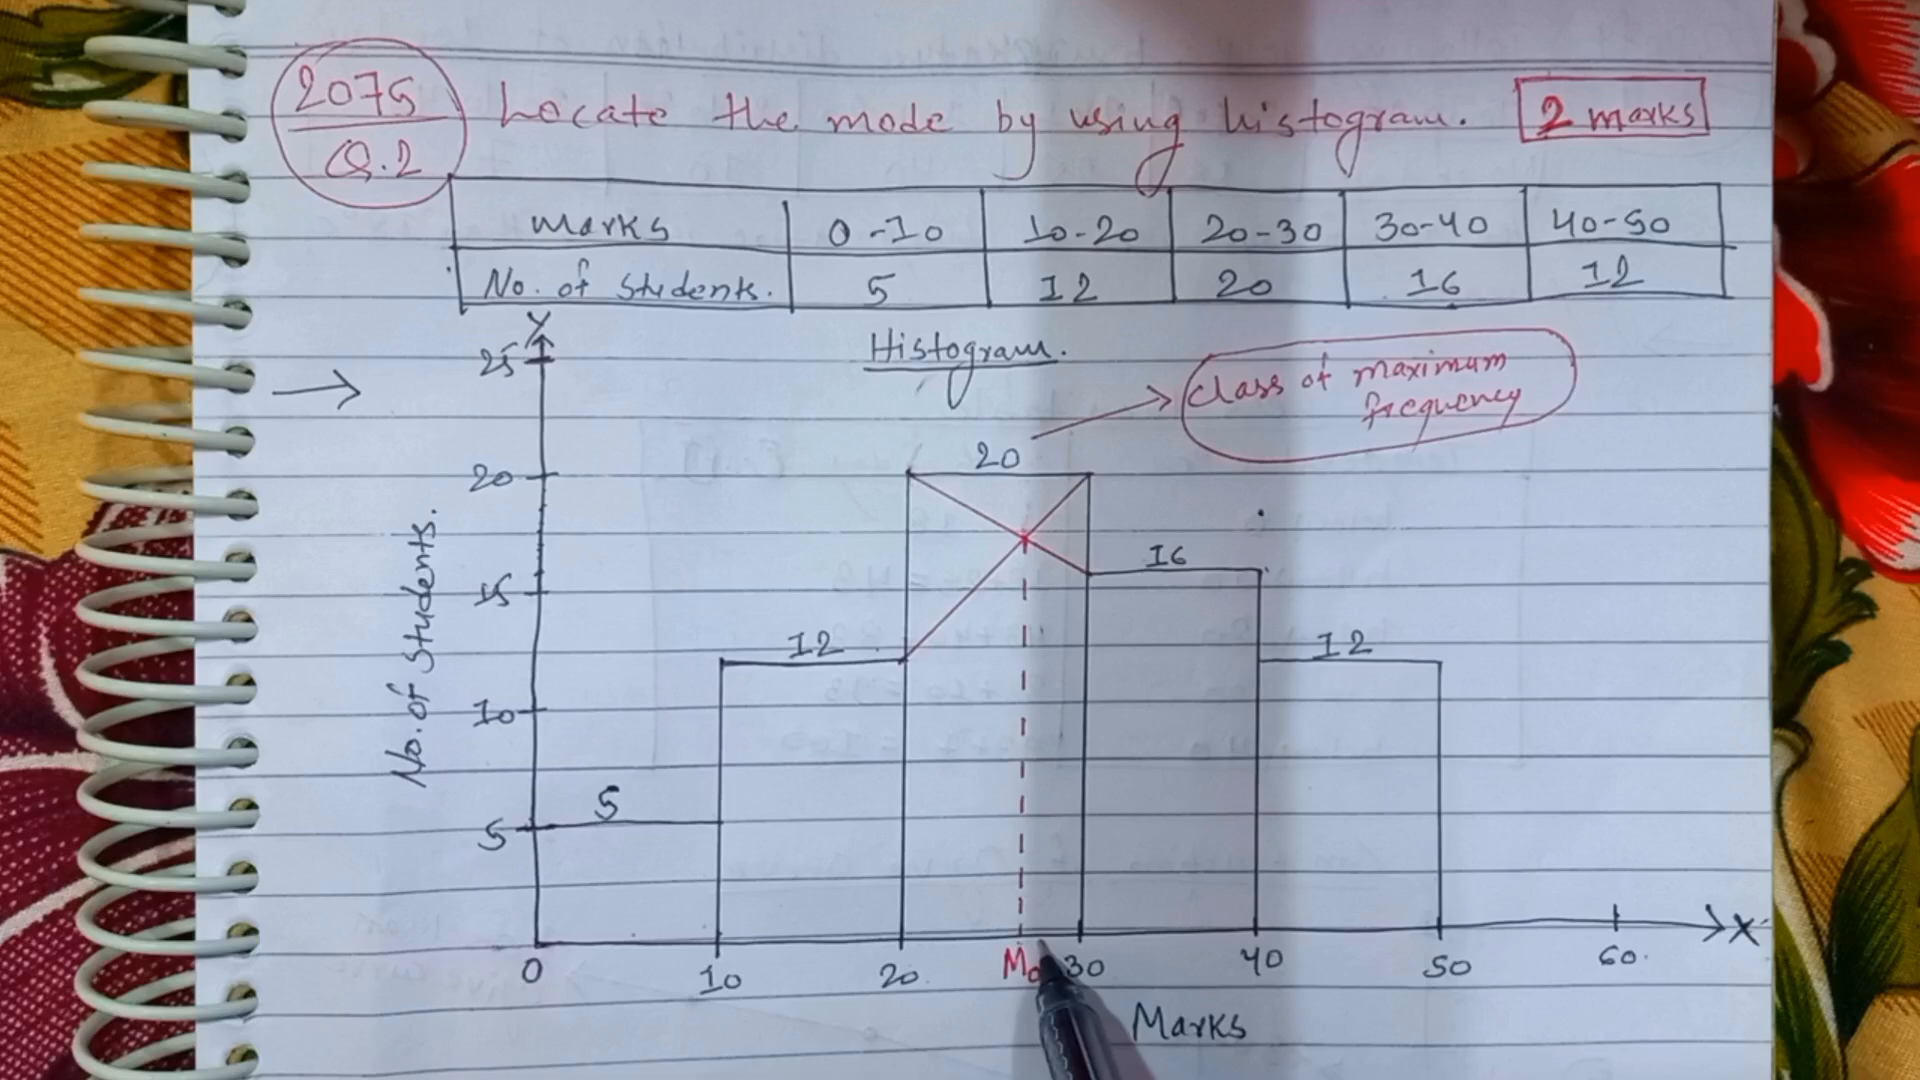 2075
Q.2
Locate the mode by using histogram. 2 marks
Marks 0-10 10-20 20-30 30-40 40-50
No. of Students. 5 12 20 16 12
Y
Histogram.
25
class of maximum
frequency
20
20
16
15
12
12
No. of Students.
10
5
5
X
0 10 20 Mo 30 40 50 60.
Marks